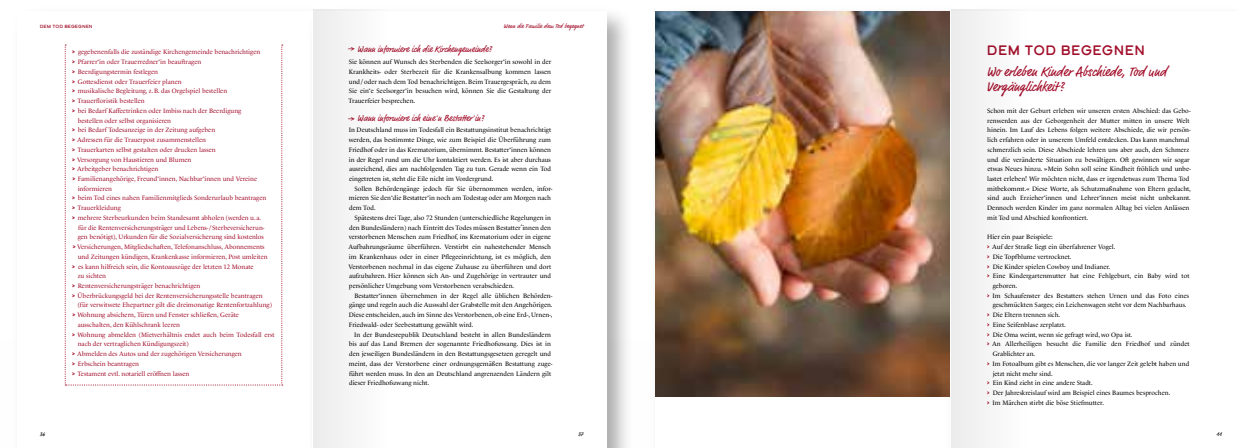 DEM TOD BEGEGNEN
> gegebenenfalls die zuständige Kirchengemeinde benachrichtigen
> Pfarrer*in oder Trauerredner*in beauftragen
> Beerdigungstermin festlegen
> Gottesdienst oder Trauerfeier planen
> musikalische Begleitung, z. B. das Orgelspiel bestellen
> Trauerfloristik bestellen
> bei Bedarf Kaffeetrinken oder Imbiss nach der Beerdigung
bestellen oder selbst organisieren
> bei Bedarf Todesanzeige in der Zeitung aufgeben
> Adressen für die Trauerpost zusammenstellen
> Trauerkarten selbst gestalten oder drucken lassen
> Versorgung von Haustieren und Blumen
> Arbeitgeber benachrichtigen
> Familienangehörige, Freund*innen, Nachbar*innen und Vereine
informieren
> beim Tod eines nahen Familienmitglieds Sonderurlaub beantragen
> Trauerkleidung
> mehrere Sterbeurkunden beim Standesamt abholen (werden u. a.
für die Rentenversicherungsträger und Lebens-/Sterbeversicherun-
gen benötigt), Urkunden für die Sozialversicherung sind kostenlos
> Versicherungen, Mitgliedschaften, Telefonanschluss, Abonnements
und Zeitungen kündigen, Krankenkasse informieren, Post umleiten
> es kann hilfreich sein, die Kontoauszüge der letzten 12 Monate
zu sichten
> Rentenversicherungsträger benachrichtigen
> Überbrückungsgeld bei der Rentenversicherungsstelle beantragen
(für verwitwete Ehepartner gilt die dreimonatige Rentenfortzahlung)
> Wohnung absichern, Türen und Fenster schließen, Geräte
ausschalten, den Kühlschrank leeren
> Wohnung abmelden (Mietverhältnis endet auch beim Todesfall erst
nach der vertraglichen Kündigungszeit)
> Abmelden des Autos und der zugehörigen Versicherungen
> Erbschein beantragen
> Testament evtl. notariell eröffnen lassen
36
Wenn die Familie dem Tod begegnet
→ Wann informiere ich die Kirchengemeinde?
Sie können auf Wunsch des Sterbenden die Seelsorger*in sowohl in der
Krankheits- oder Sterbezeit für die Krankensalbung kommen lassen
und/oder nach dem Tod benachrichtigen. Beim Trauergespräch, zu dem
Sie ein*e Seelsorger*in besuchen wird, können Sie die Gestaltung der
Trauerfeier besprechen.
→ Wann informiere ich eine*n Bestatter*in?
In Deutschland muss im Todesfall ein Bestattungsinstitut benachrichtigt
werden, das bestimmte Dinge, wie zum Beispiel die Überführung zum
Friedhof oder in das Krematorium, übernimmt. Bestatter*innen können
in der Regel rund um die Uhr kontaktiert werden. Es ist aber durchaus
ausreichend, dies am nachfolgenden Tag zu tun. Gerade wenn ein Tod
eingetreten ist, steht die Eile nicht im Vordergrund.
Sollen Behördengänge jedoch für Sie übernommen werden, infor-
mieren Sie den*die Bestatter*in noch am Todestag oder am Morgen nach
dem Tod.
Spätestens drei Tage, also 72 Stunden (unterschiedliche Regelungen in
den Bundesländern) nach Eintritt des Todes müssen Bestatter*innen den
verstorbenen Menschen zum Friedhof, ins Krematorium oder in eigene
Aufbahrungsräume überführen. Verstirbt ein nahestehender Mensch
im Krankenhaus oder in einer Pflegeeinrichtung, ist es möglich, den
Verstorbenen nochmal in das eigene Zuhause zu überführen und dort
aufzubahren. Hier können sich An- und Zugehörige in vertrauter und
persönlicher Umgebung vom Verstorbenen verabschieden.
Bestatter*innen übernehmen in der Regel alle üblichen Behörden-
gänge und regeln auch die Auswahl der Grabstelle mit den Angehörigen.
Diese entscheiden, auch im Sinne des Verstorbenen, ob eine Erd-, Urnen-,
Friedwald- oder Seebestattung gewählt wird.
In der Bundesrepublik Deutschland besteht in allen Bundesländern
bis auf das Land Bremen der sogenannte Friedhofszwang. Dies ist in
den jeweiligen Bundesländern in den Bestattungsgesetzen geregelt und
meint, dass der Verstorbene einer ordnungsgemäßen Bestattung zuge-
führt werden muss. In den an Deutschland angrenzenden Ländern gilt
dieser Friedhofszwang nicht.
37
DEM TOD BEGEGNEN
Wo erleben Kinder Abschiede, Tod und
Vergänglichkeit?
Schon mit der Geburt erleben wir unseren ersten Abschied: das Gebo-
renwerden aus der Geborgenheit der Mutter mitten in unsere Welt
hinein. Im Lauf des Lebens folgen weitere Abschiede, die wir persön-
lich erfahren oder in unserem Umfeld entdecken. Das kann manchmal
schmerzlich sein. Diese Abschiede lehren uns aber auch, den Schmerz
und die veränderte Situation zu bewältigen. Oft gewinnen wir sogar
etwas Neues hinzu. »Mein Sohn soll seine Kindheit fröhlich und unbe-
lastet erleben! Wir möchten nicht, dass er irgendetwas zum Thema Tod
mitbekommt.« Diese Worte, als Schutzmaßnahme von Eltern gedacht,
sind auch Erzieher*innen und Lehrer*innen meist nicht unbekannt.
Dennoch werden Kinder im ganz normalen Alltag bei vielen Anlässen
mit Tod und Abschied konfrontiert.
Hier ein paar Beispiele:
> Auf der Straße liegt ein überfahrener Vogel.
> Die Topfblume vertrocknet.
> Die Kinder spielen Cowboy und Indianer.
> Eine Kindergartenmutter hat eine Fehlgeburt, ein Baby wird tot
geboren.
> Im Schaufenster des Bestatters stehen Urnen und das Foto eines
geschmückten Sarges; ein Leichenwagen steht vor dem Nachbarhaus.
> Die Eltern trennen sich.
> Eine Seifenblase zerplatzt.
> Die Oma weint, wenn sie gefragt wird, wo Opa ist.
> An Allerheiligen besucht die Familie den Friedhof und zündet
Grablichter an.
> Im Fotoalbum gibt es Menschen, die vor langer Zeit gelebt haben und
jetzt nicht mehr sind.
> Ein Kind zieht in eine andere Stadt.
> Der Jahreskreislauf wird am Beispiel eines Baumes besprochen.
> Im Märchen stirbt die böse Stiefmutter.